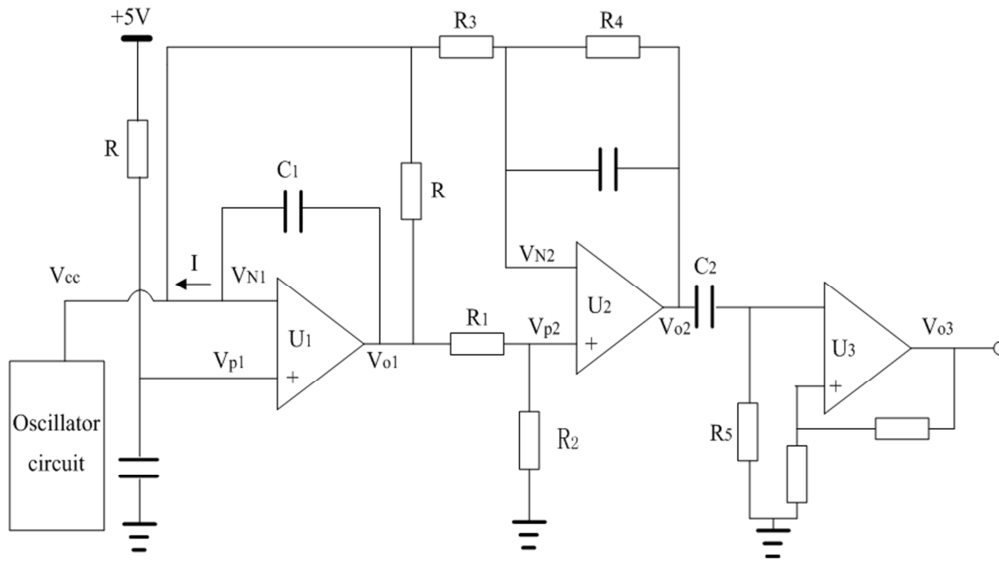 +5V
R3
R4
R
C1
R
Vcc
I
VN1
VN2
C2
U1
R1
Vp2
U2
Vp1
Vo1
Vo2
Vo3
U3
+
+
+
Oscillator
circuit
R2
R5